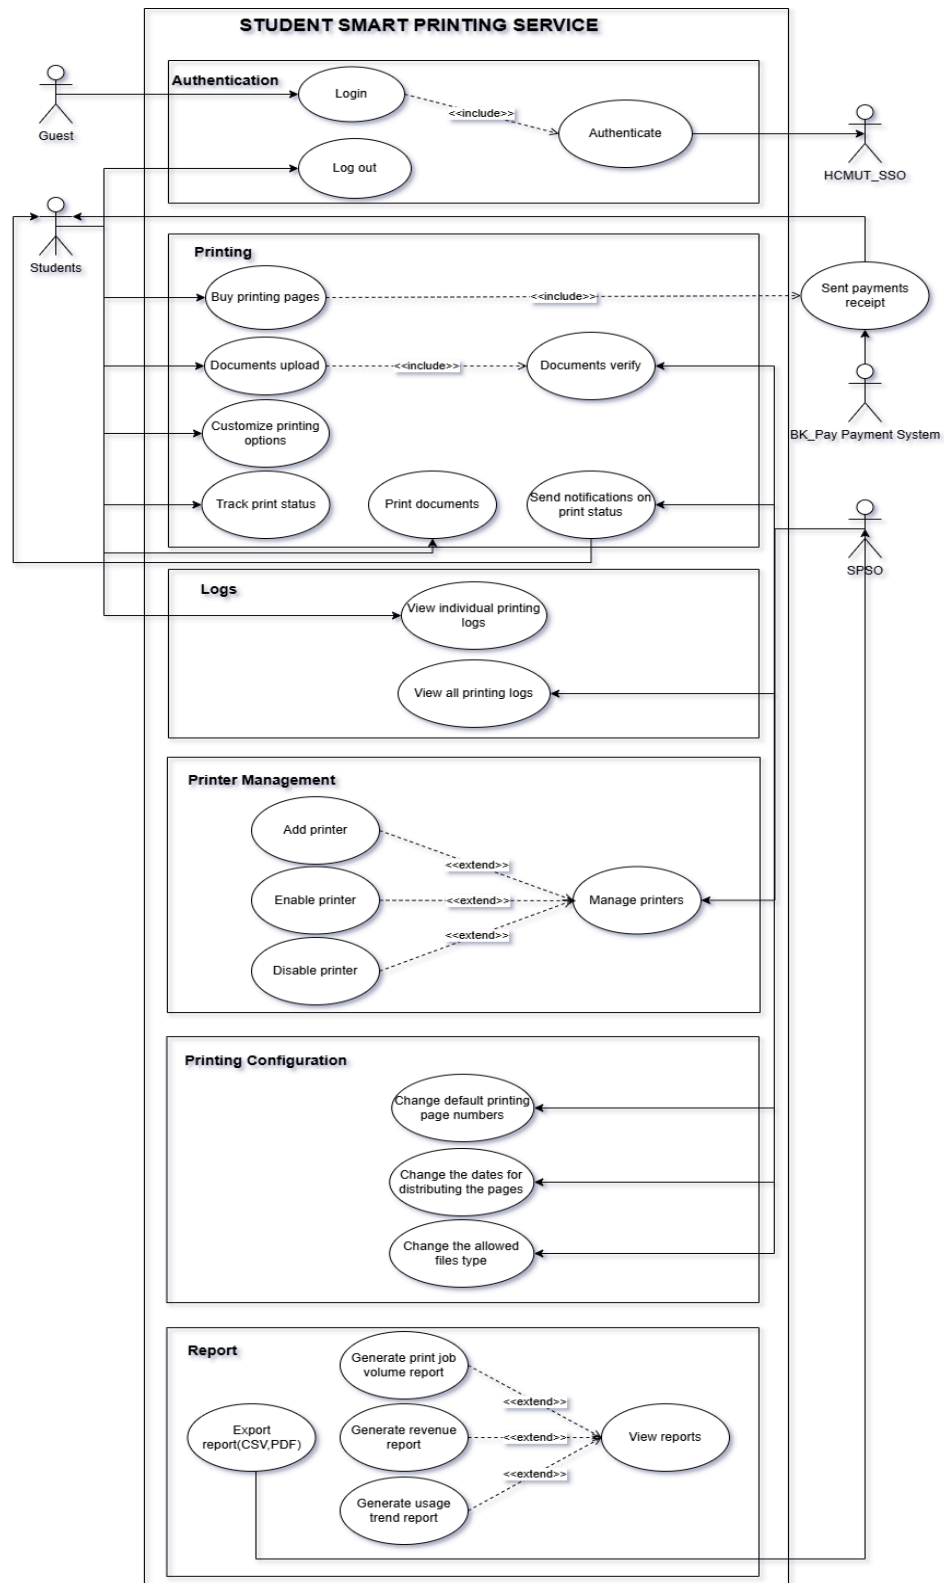 STUDENT SMART PRINTING SERVICE
Authentication
Login
<<include>>
Authenticate
Guest
HCMUT_SSO
Log out
Students
Printing
Buy printing pages
<<include>>
Sent payments
receipt
Documents upload
<<include>>
Documents verify
BK_Pay Payment System
Customize printing
options
Track print status
Print documents
Send notifications on
print status
SPSO
Logs
View individual printing
logs
View all printing logs
Printer Management
Add printer
<<extend>>
Enable printer
<<extend>>
Manage printers
Disable printer
<<extend>>
Printing Configuration
Change default printing
page numbers
Change the dates for
distributing the pages
Change the allowed
files type
Report
Generate print job
volume report
<<extend>>
Export
report(CSV,PDF)
Generate revenue
report
<<extend>>
View reports
<<extend>>
Generate usage
trend report